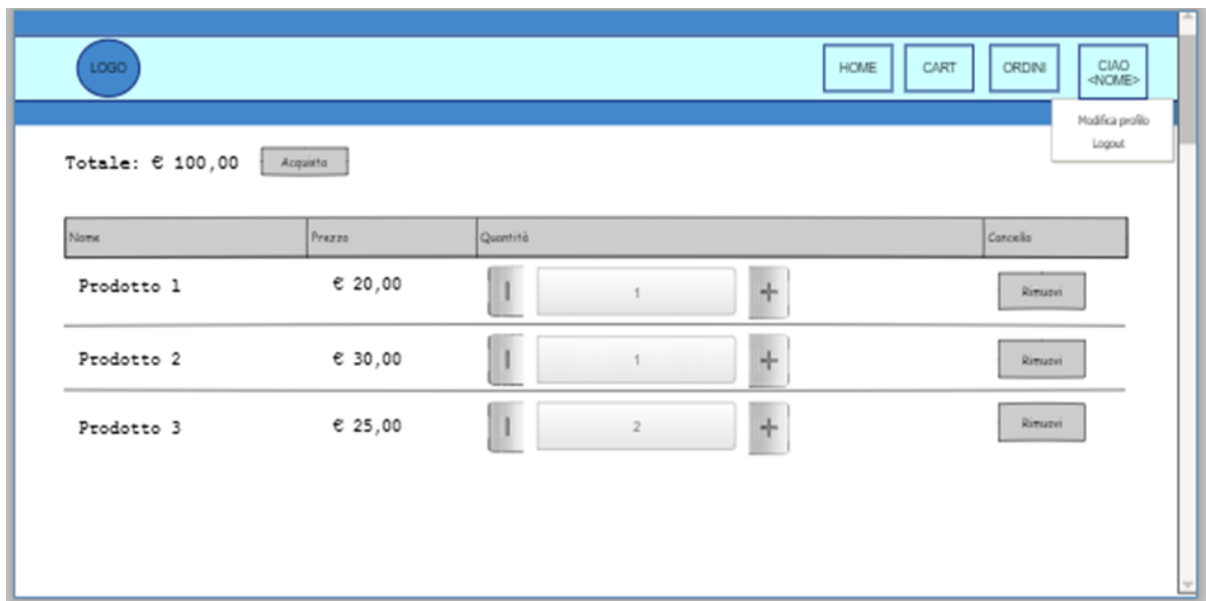 LOGO
HOME
CART
ORDINI
CIAO
<NOME>
Modifica profilo
Logout
Totale: € 100,00
Acquista
Nome Prezzo Quantità Cancella
Prodotto 1 € 20,00 1 Rimuovi
Prodotto 2 € 30,00 1 Rimuovi
Prodotto 3 € 25,00 2 Rimuovi